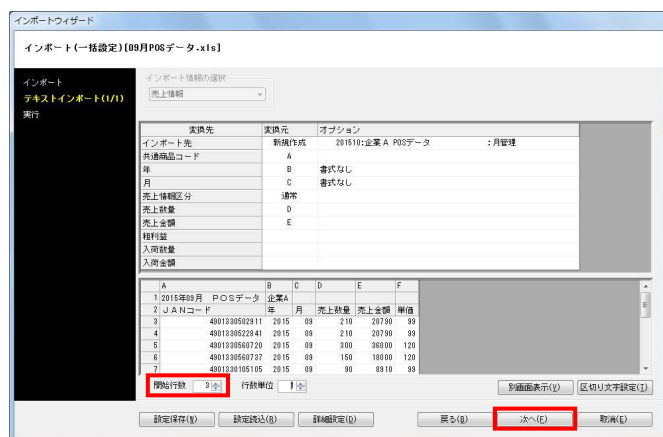 インポートウィザード
インポート(一括設定)[09月POSデータ.xls]
インポート
テキストインポート(1/1)
実行
インポート情報の選択
売上情報
変換先 変換元 オプション
インポート先 新規作成 201510:企業A POSデータ :月管理
共通商品コード A
年 B 書式なし
月 C 書式なし
売上情報区分 通常
売上数量 D
売上金額 E
粗利益
入荷数量
入荷金額
A B C D E F
1 2015年09月 POSデータ 企業A
2 JANコード 年 月 売上数量 売上金額 単価
3 4901330502911 2015 09 210 20790 99
4 4901330522841 2015 09 210 20790 99
5 4901330560720 2015 09 300 36000 120
6 4901330560737 2015 09 150 18000 120
7 4901330105105 2015 09 90 8910 99
開始行数 3 行数単位 1 別画面表示(V) 区切り文字設定(T)
設定保存(W) 設定読込(R) 詳細設定(D) 戻る(B) 次へ(F) 取消(E)